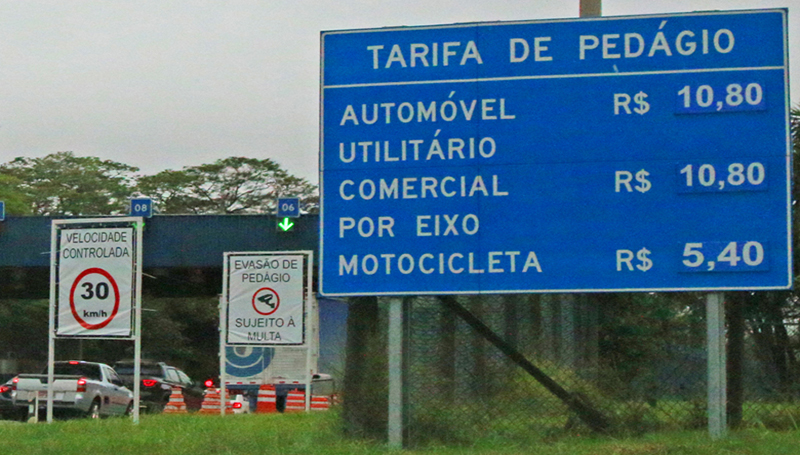 TARIFA DE PEDÁGIO
AUTOMÓVEL R$ 10,80
UTILITÁRIO
COMERCIAL R$ 10,80
POR EIXO
MOTOCICLETA R$ 5,40
08
06
VELOCIDADE
CONTROLADA
30
km/h
EVASÃO DE
PEDÁGIO
SUJEITO À
MULTA